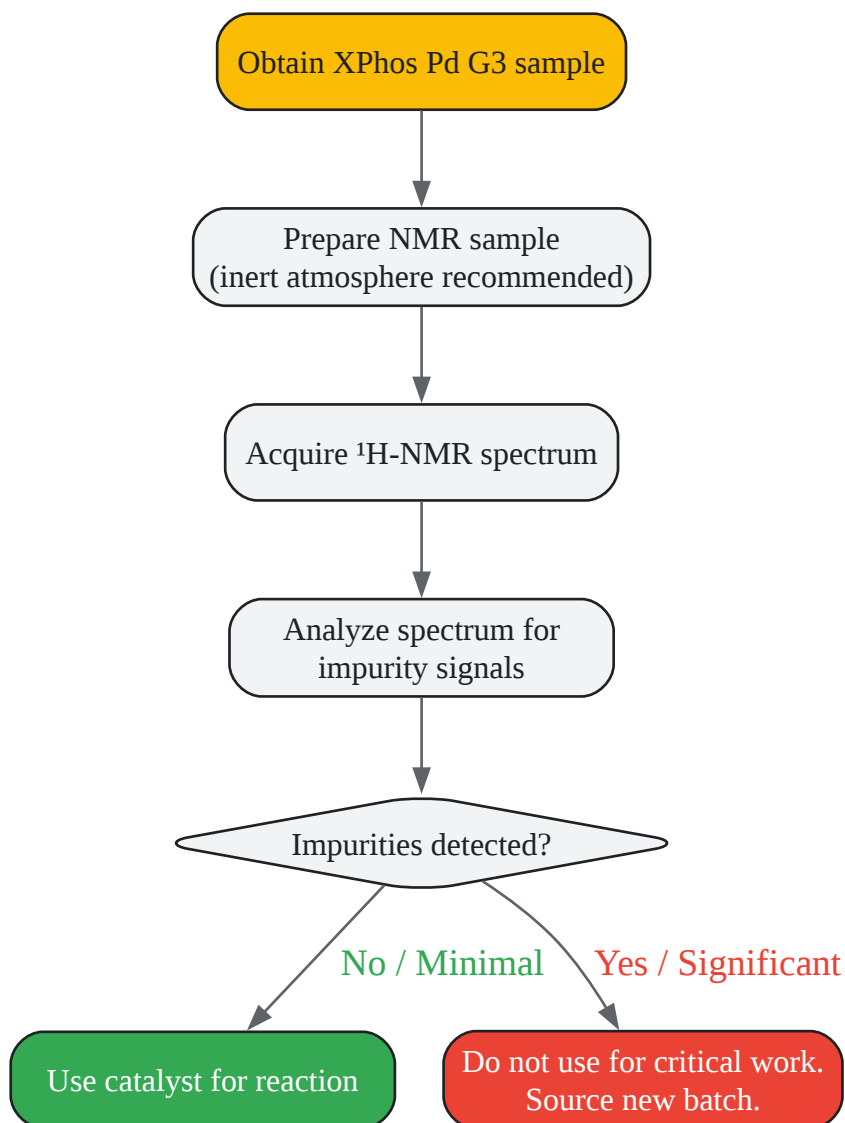 Obtain XPhos Pd G3 sample
Prepare NMR sample
(inert atmosphere recommended)
Acquire ¹H-NMR spectrum
Analyze spectrum for
impurity signals
Impurities detected?
No / Minimal
Yes / Significant
Use catalyst for reaction
Do not use for critical work.
Source new batch.